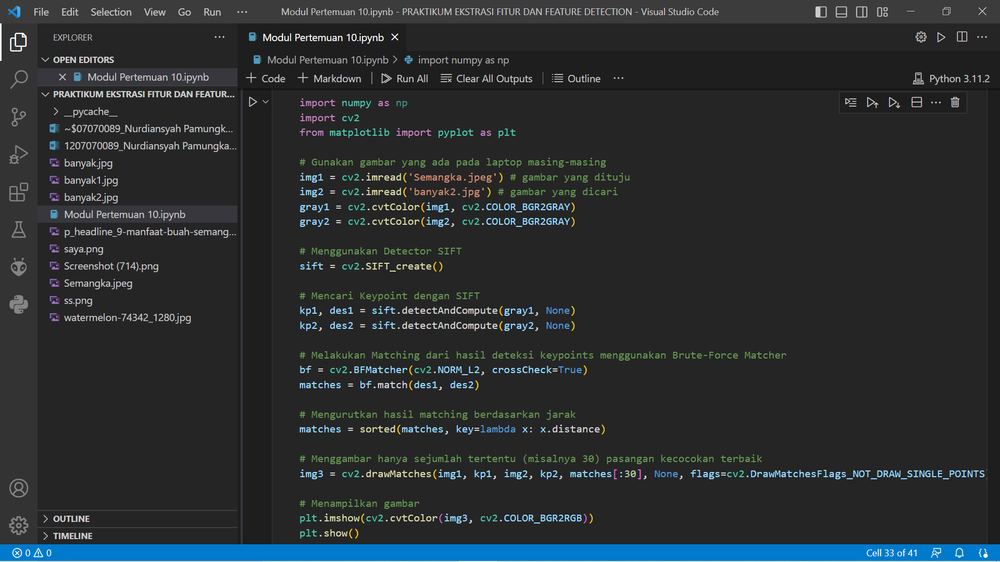 File Edit Selection View Go Run ··· Modul Pertemuan 10.ipynb - PRAKTIKUM EKSTRASI FITUR DAN FEATURE DETECTION - Visual Studio Code
EXPLORER ···
OPEN EDITORS
Modul Pertemuan 10.ipynb
PRAKTIKUM EKSTRASI FITUR DAN FEATUR...
__pycache__
~$07070089_Nurdiansyah Pamungk...
1207070089_Nurdiansyah Pamungka...
banyak.jpg
banyak1.jpg
banyak2.jpg
Modul Pertemuan 10.ipynb
p_headline_9-manfaat-buah-semang...
saya.png
Screenshot (714).png
Semangka.jpeg
ss.png
watermelon-74342_1280.jpg
OUTLINE
TIMELINE
Modul Pertemuan 10.ipynb
Modul Pertemuan 10.ipynb > import numpy as np
+ Code + Markdown Run All Clear All Outputs Outline ··· Python 3.11.2
import numpy as np
import cv2
from matplotlib import pyplot as plt
# Gunakan gambar yang ada pada laptop masing-masing
img1 = cv2.imread('Semangka.jpeg') # gambar yang dituju
img2 = cv2.imread('banyak2.jpg') # gambar yang dicari
gray1 = cv2.cvtColor(img1, cv2.COLOR_BGR2GRAY)
gray2 = cv2.cvtColor(img2, cv2.COLOR_BGR2GRAY)
# Menggunakan Detector SIFT
sift = cv2.SIFT_create()
# Mencari Keypoint dengan SIFT
kp1, des1 = sift.detectAndCompute(gray1, None)
kp2, des2 = sift.detectAndCompute(gray2, None)
# Melakukan Matching dari hasil deteksi keypoints menggunakan Brute-Force Matcher
bf = cv2.BFMatcher(cv2.NORM_L2, crossCheck=True)
matches = bf.match(des1, des2)
# Mengurutkan hasil matching berdasarkan jarak
matches = sorted(matches, key=lambda x: x.distance)
# Menggambar hanya sejumlah tertentu (misalnya 30) pasangan kecocokan terbaik
img3 = cv2.drawMatches(img1, kp1, img2, kp2, matches[:30], None, flags=cv2.DrawMatchesFlags_NOT_DRAW_SINGLE_POINTS)
# Menampilkan gambar
plt.imshow(cv2.cvtColor(img3, cv2.COLOR_BGR2RGB))
plt.show()
0 0 Cell 33 of 41